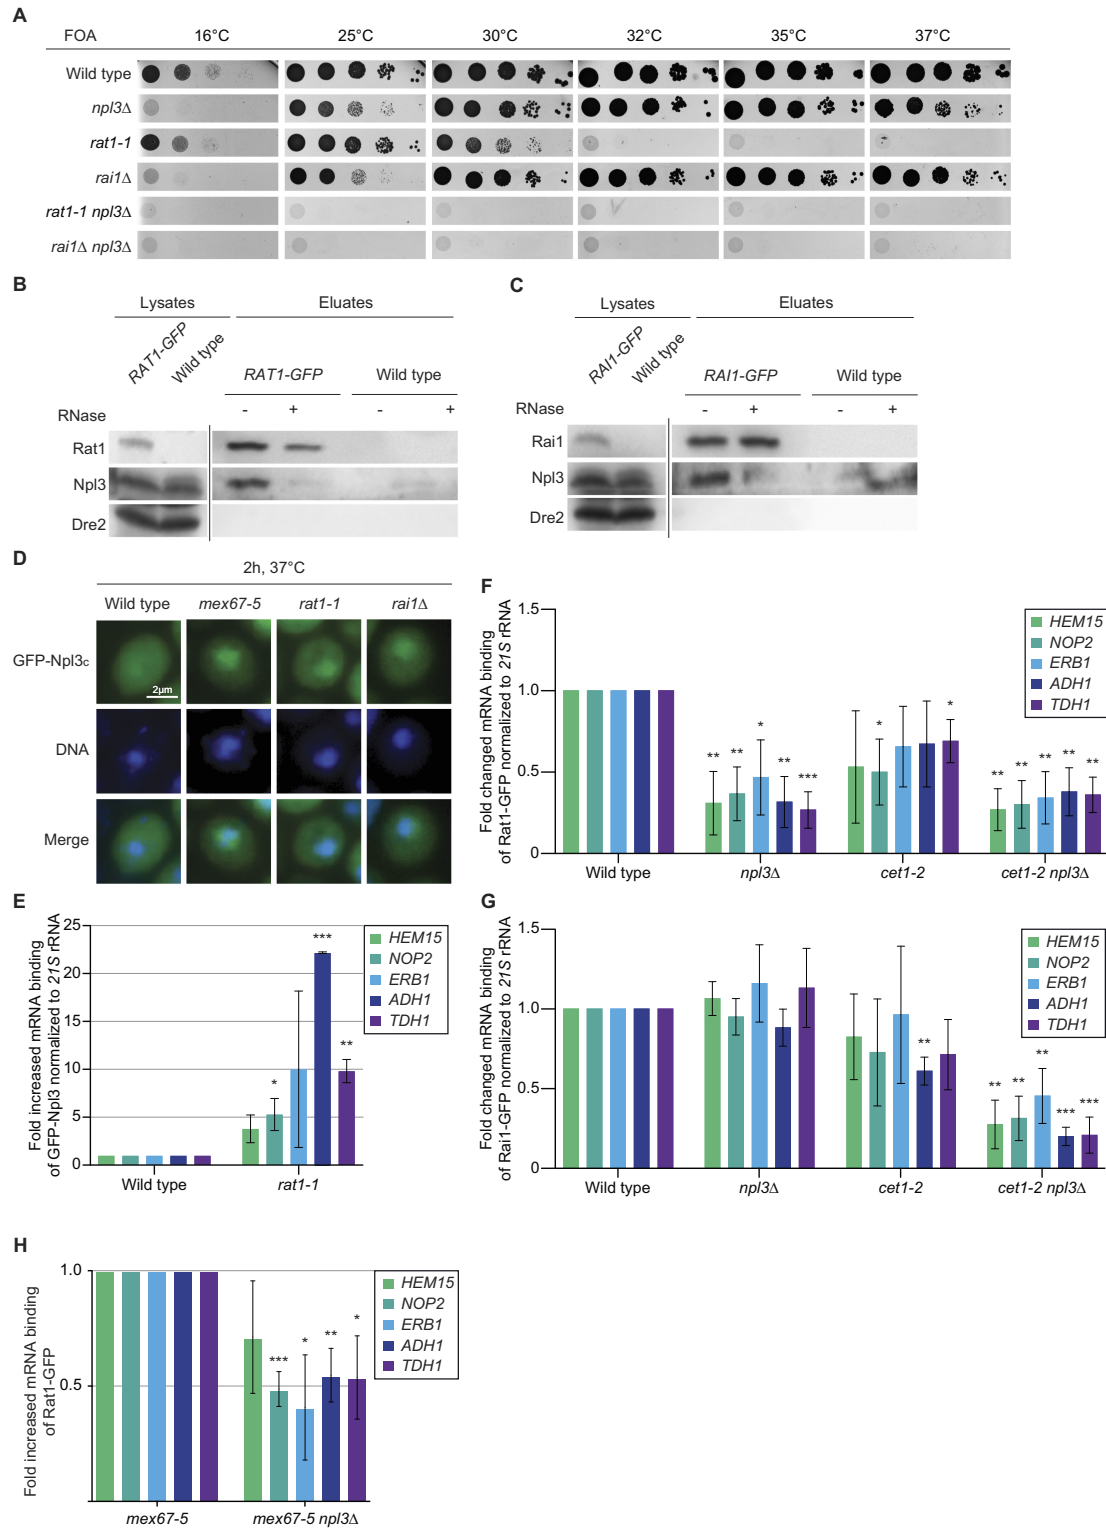 A
FOA 16°C 25°C 30°C 32°C 35°C 37°C
Wild type
npl3Δ
rat1-1
rai1Δ
rat1-1 npl3Δ
rai1Δ npl3Δ
B
Lysates Eluates
RAT1-GFP Wild type RAT1-GFP Wild type
RNase - + - +
Rat1
Npl3
Dre2
C
Lysates Eluates
RAI1-GFP Wild type RAI1-GFP Wild type
RNase - + - +
Rai1
Npl3
Dre2
D
2h, 37°C
Wild type mex67-5 rat1-1 rai1Δ
GFP-Npl3c
2µm
DNA
Merge
E
Fold increased mRNA binding
of GFP-Npl3 normalized to 21S rRNA
25
20
15
10
5
0
* *** **
Wild type rat1-1
HEM15
NOP2
ERB1
ADH1
TDH1
F
Fold changed mRNA binding
of Rat1-GFP normalized to 21S rRNA
1.5
1.0
0.5
0
** ** * ** *** * * ** ** ** ** **
Wild type npl3Δ cet1-2 cet1-2 npl3Δ
HEM15
NOP2
ERB1
ADH1
TDH1
G
Fold changed mRNA binding
of Rai1-GFP normalized to 21S rRNA
1.5
1.0
0.5
0
** ** ** ** *** ***
Wild type npl3Δ cet1-2 cet1-2 npl3Δ
HEM15
NOP2
ERB1
ADH1
TDH1
H
Fold increased mRNA binding
of Rat1-GFP
1.0
0.5
*** * ** *
mex67-5 mex67-5 npl3Δ
HEM15
NOP2
ERB1
ADH1
TDH1